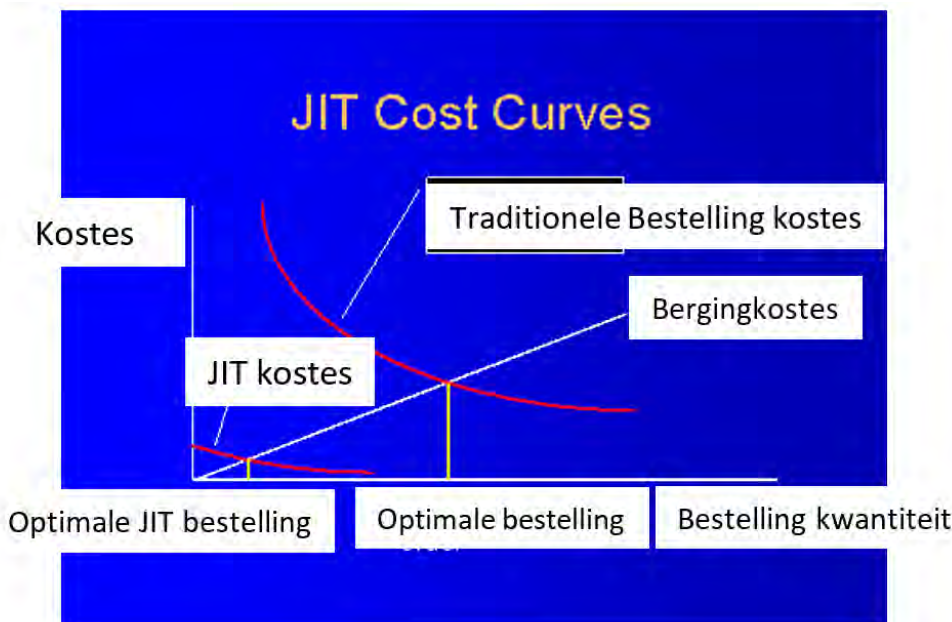 JIT Cost Curves
Kostes
Traditionele Bestelling kostes
Bergingkostes
JIT kostes
Optimale JIT bestelling
Optimale bestelling
Bestelling kwantiteit